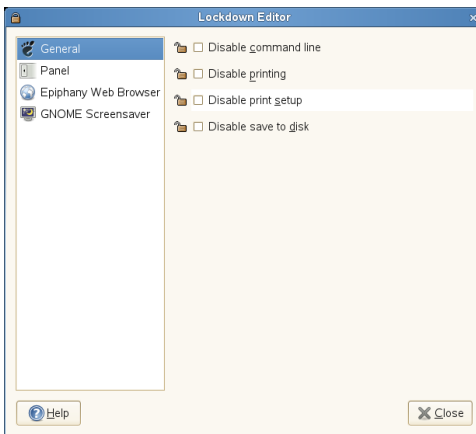 Lockdown Editor
General
Panel
Epiphany Web Browser
GNOME Screensaver
Disable command line
Disable printing
Disable print setup
Disable save to disk
Help
Close